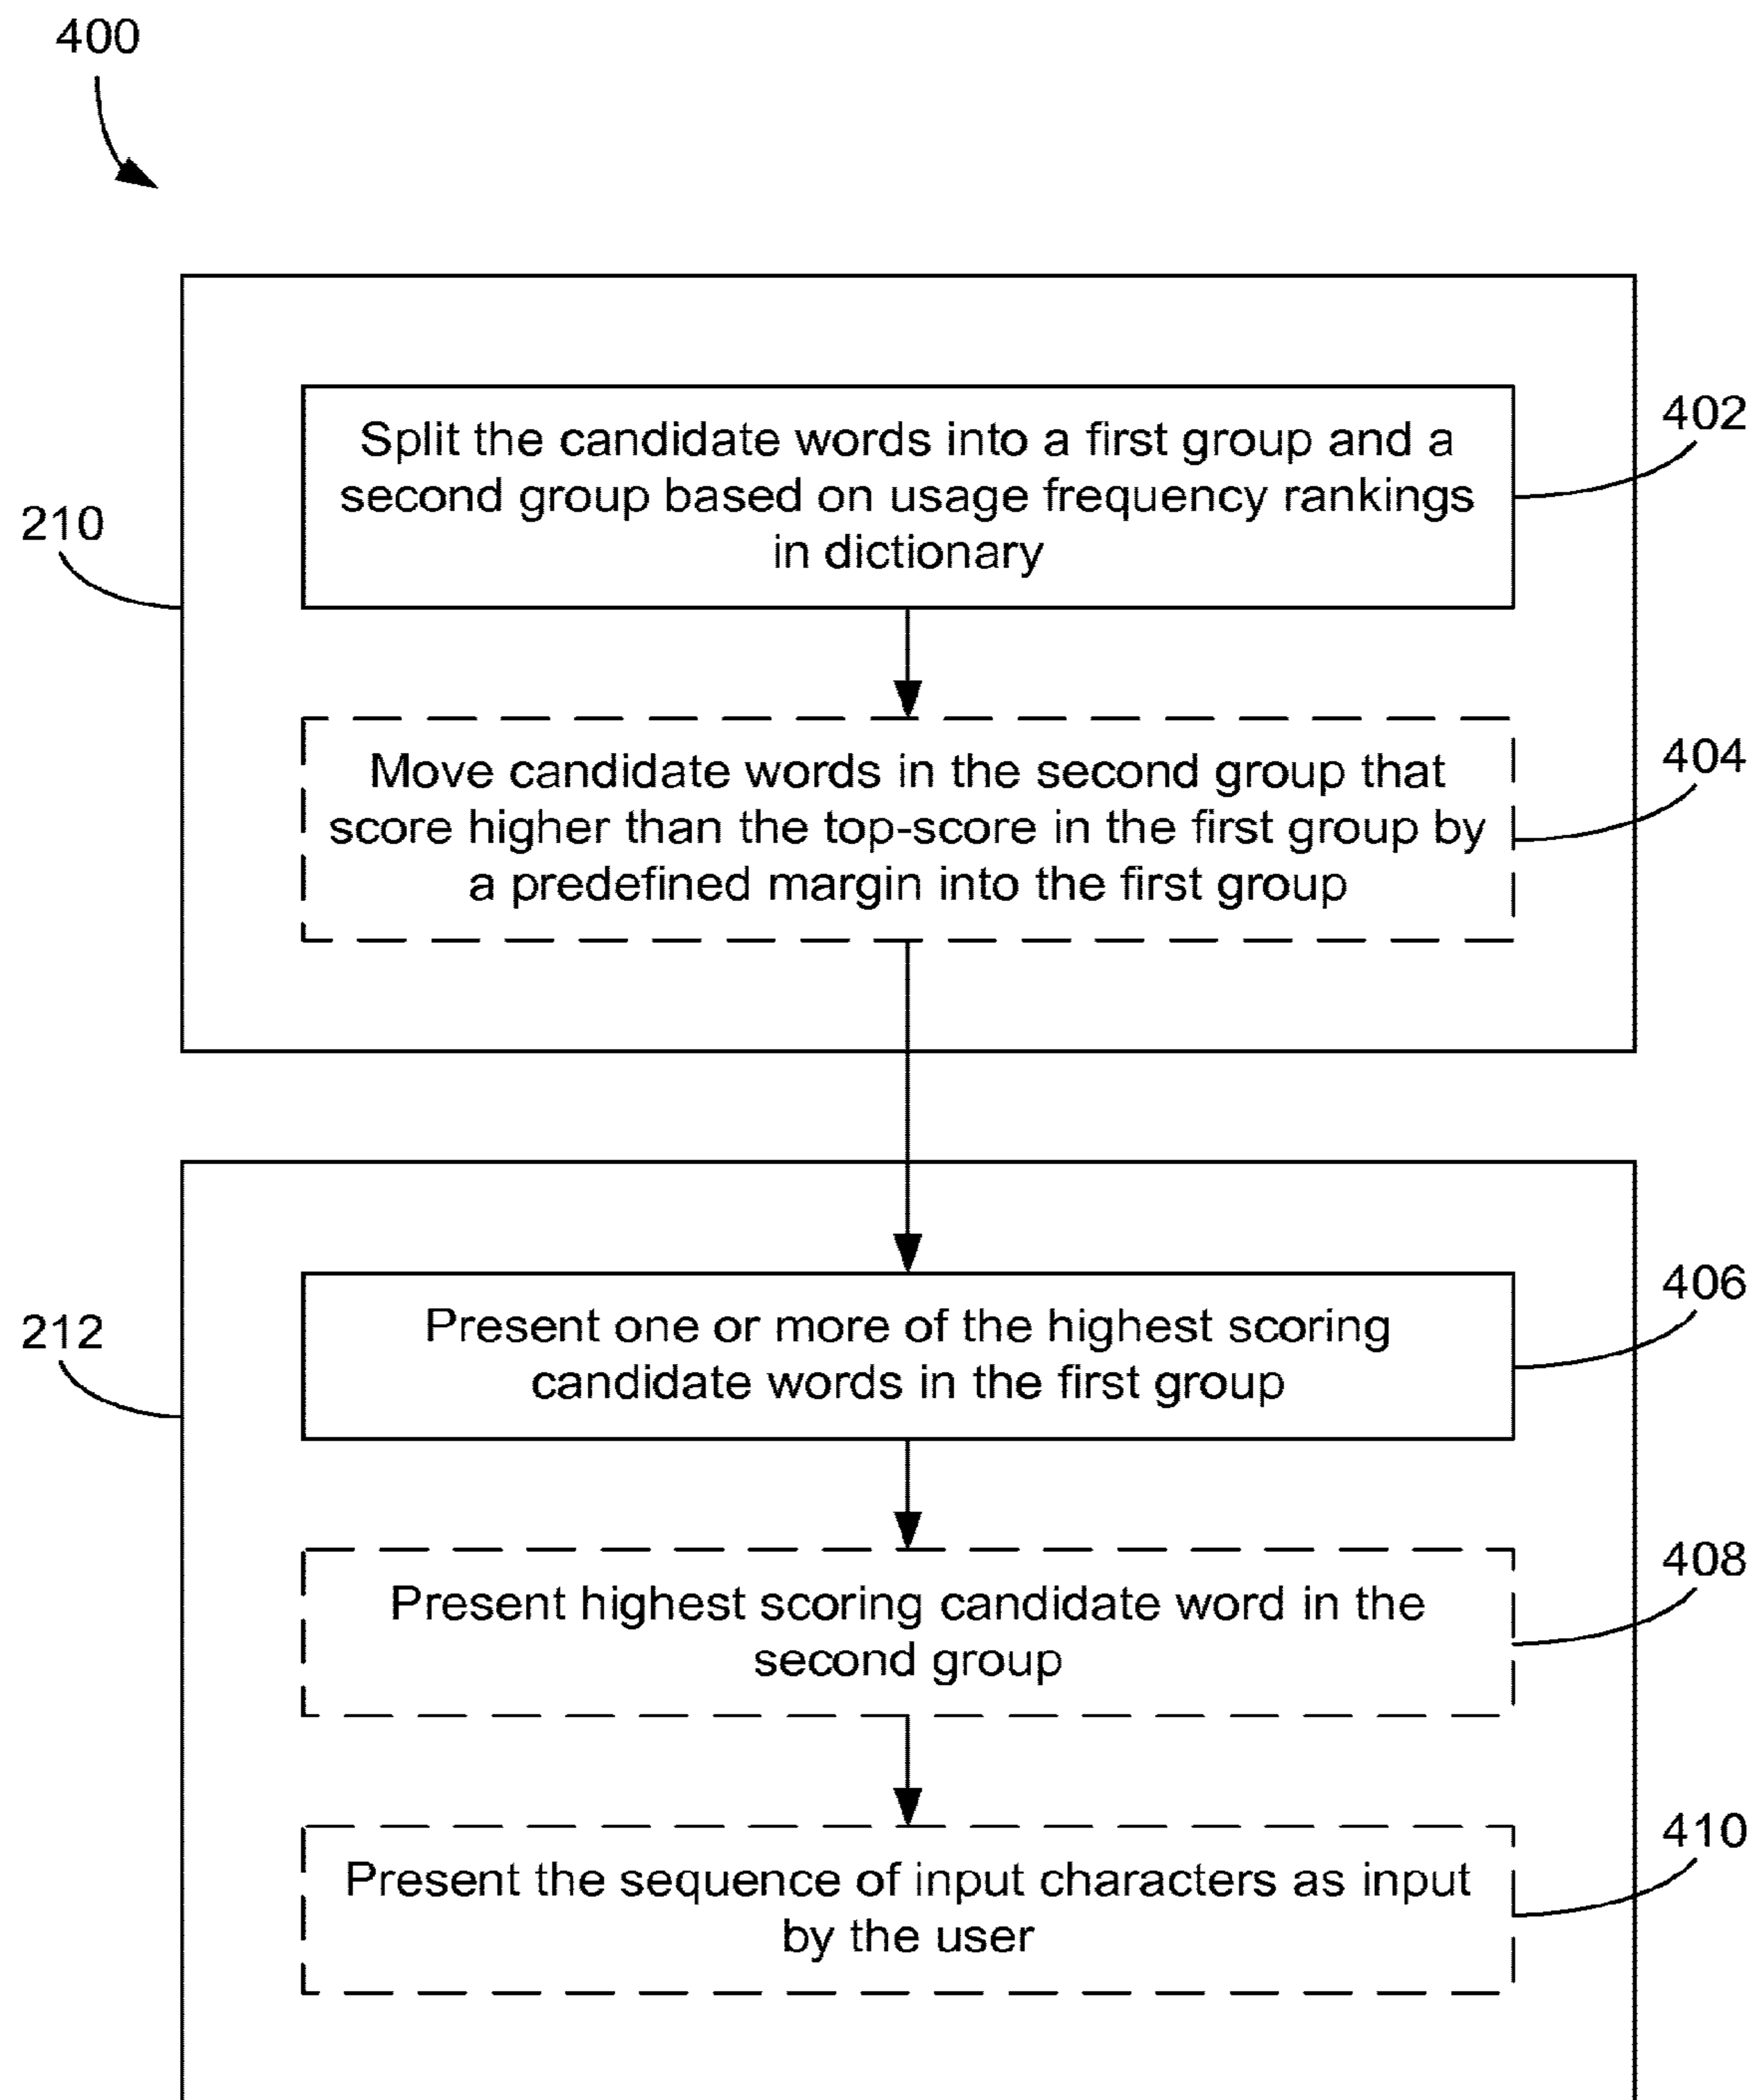 400
402
Split the candidate words into a first group and a
second group based on usage frequency rankings
in dictionary
210
404
Move candidate words in the second group that
score higher than the top-score in the first group by
a predefined margin into the first group
406
Present one or more of the highest scoring
candidate words in the first group
212
408
Present highest scoring candidate word in the
second group
410
Present the sequence of input characters as input
by the user